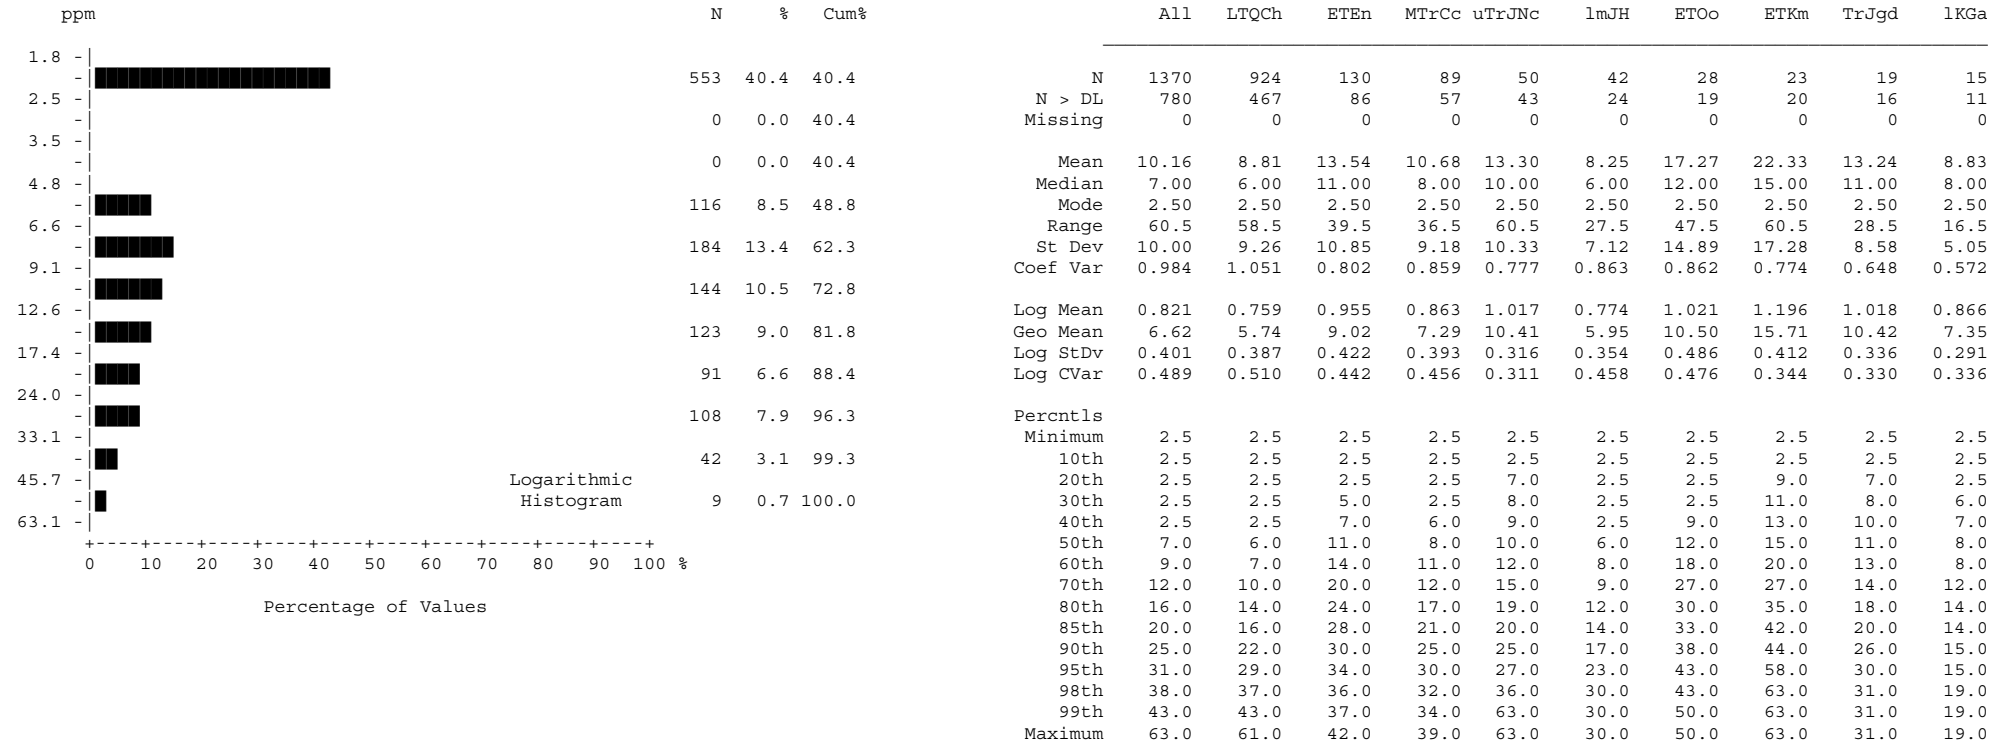 ppm N % Cum% All LTQCh ETEn MTrCc uTrJNc lmJH ETOo ETKm TrJgd lKGa
1.8 -|
-| 553 40.4 40.4 N 1370 924 130 89 50 42 28 23 19 15
2.5 -| N > DL 780 467 86 57 43 24 19 20 16 11
-| 0 0.0 40.4 Missing 0 0 0 0 0 0 0 0 0 0
3.5 -|
-| 0 0.0 40.4 Mean 10.16 8.81 13.54 10.68 13.30 8.25 17.27 22.33 13.24 8.83
4.8 -| Median 7.00 6.00 11.00 8.00 10.00 6.00 12.00 15.00 11.00 8.00
-| 116 8.5 48.8 Mode 2.50 2.50 2.50 2.50 2.50 2.50 2.50 2.50 2.50 2.50
6.6 -| Range 60.5 58.5 39.5 36.5 60.5 27.5 47.5 60.5 28.5 16.5
-| 184 13.4 62.3 St Dev 10.00 9.26 10.85 9.18 10.33 7.12 14.89 17.28 8.58 5.05
9.1 -| Coef Var 0.984 1.051 0.802 0.859 0.777 0.863 0.862 0.774 0.648 0.572
-| 144 10.5 72.8
12.6 -| Log Mean 0.821 0.759 0.955 0.863 1.017 0.774 1.021 1.196 1.018 0.866
-| 123 9.0 81.8 Geo Mean 6.62 5.74 9.02 7.29 10.41 5.95 10.50 15.71 10.42 7.35
17.4 -| Log StDv 0.401 0.387 0.422 0.393 0.316 0.354 0.486 0.412 0.336 0.291
-| 91 6.6 88.4 Log CVar 0.489 0.510 0.442 0.456 0.311 0.458 0.476 0.344 0.330 0.336
24.0 -|
-| 108 7.9 96.3 Percntls
33.1 -| Minimum 2.5 2.5 2.5 2.5 2.5 2.5 2.5 2.5 2.5 2.5
-| 42 3.1 99.3 10th 2.5 2.5 2.5 2.5 2.5 2.5 2.5 2.5 2.5 2.5
45.7 -| Logarithmic 20th 2.5 2.5 2.5 2.5 7.0 2.5 2.5 9.0 7.0 2.5
-| Histogram 9 0.7 100.0 30th 2.5 2.5 5.0 2.5 8.0 2.5 2.5 11.0 8.0 6.0
63.1 -| 40th 2.5 2.5 7.0 6.0 9.0 2.5 9.0 13.0 10.0 7.0
+----+----+----+----+----+----+----+----+----+----+ 50th 7.0 6.0 11.0 8.0 10.0 6.0 12.0 15.0 11.0 8.0
0 10 20 30 40 50 60 70 80 90 100 % 60th 9.0 7.0 14.0 11.0 12.0 8.0 18.0 20.0 13.0 8.0
70th 12.0 10.0 20.0 12.0 15.0 9.0 27.0 27.0 14.0 12.0
Percentage of Values 80th 16.0 14.0 24.0 17.0 19.0 12.0 30.0 35.0 18.0 14.0
85th 20.0 16.0 28.0 21.0 20.0 14.0 33.0 42.0 20.0 14.0
90th 25.0 22.0 30.0 25.0 25.0 17.0 38.0 44.0 26.0 15.0
95th 31.0 29.0 34.0 30.0 27.0 23.0 43.0 58.0 30.0 15.0
98th 38.0 37.0 36.0 32.0 36.0 30.0 43.0 63.0 31.0 19.0
99th 43.0 43.0 37.0 34.0 63.0 30.0 50.0 63.0 31.0 19.0
Maximum 63.0 61.0 42.0 39.0 63.0 30.0 50.0 63.0 31.0 19.0